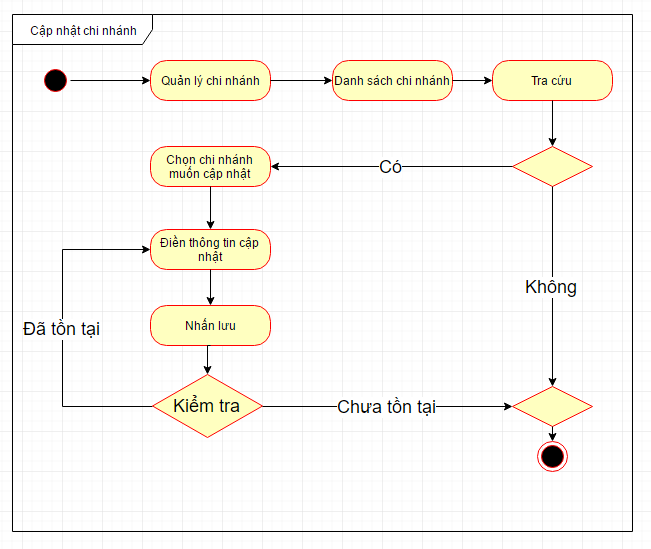 Cập nhật chi nhánh
Quản lý chi nhánh
Danh sách chi nhánh
Tra cứu
Chọn chi nhánh
muốn cập nhật
Có
Điền thông tin cập
nhật
Không
Nhấn lưu
Đã tồn tại
Kiểm tra
Chưa tồn tại